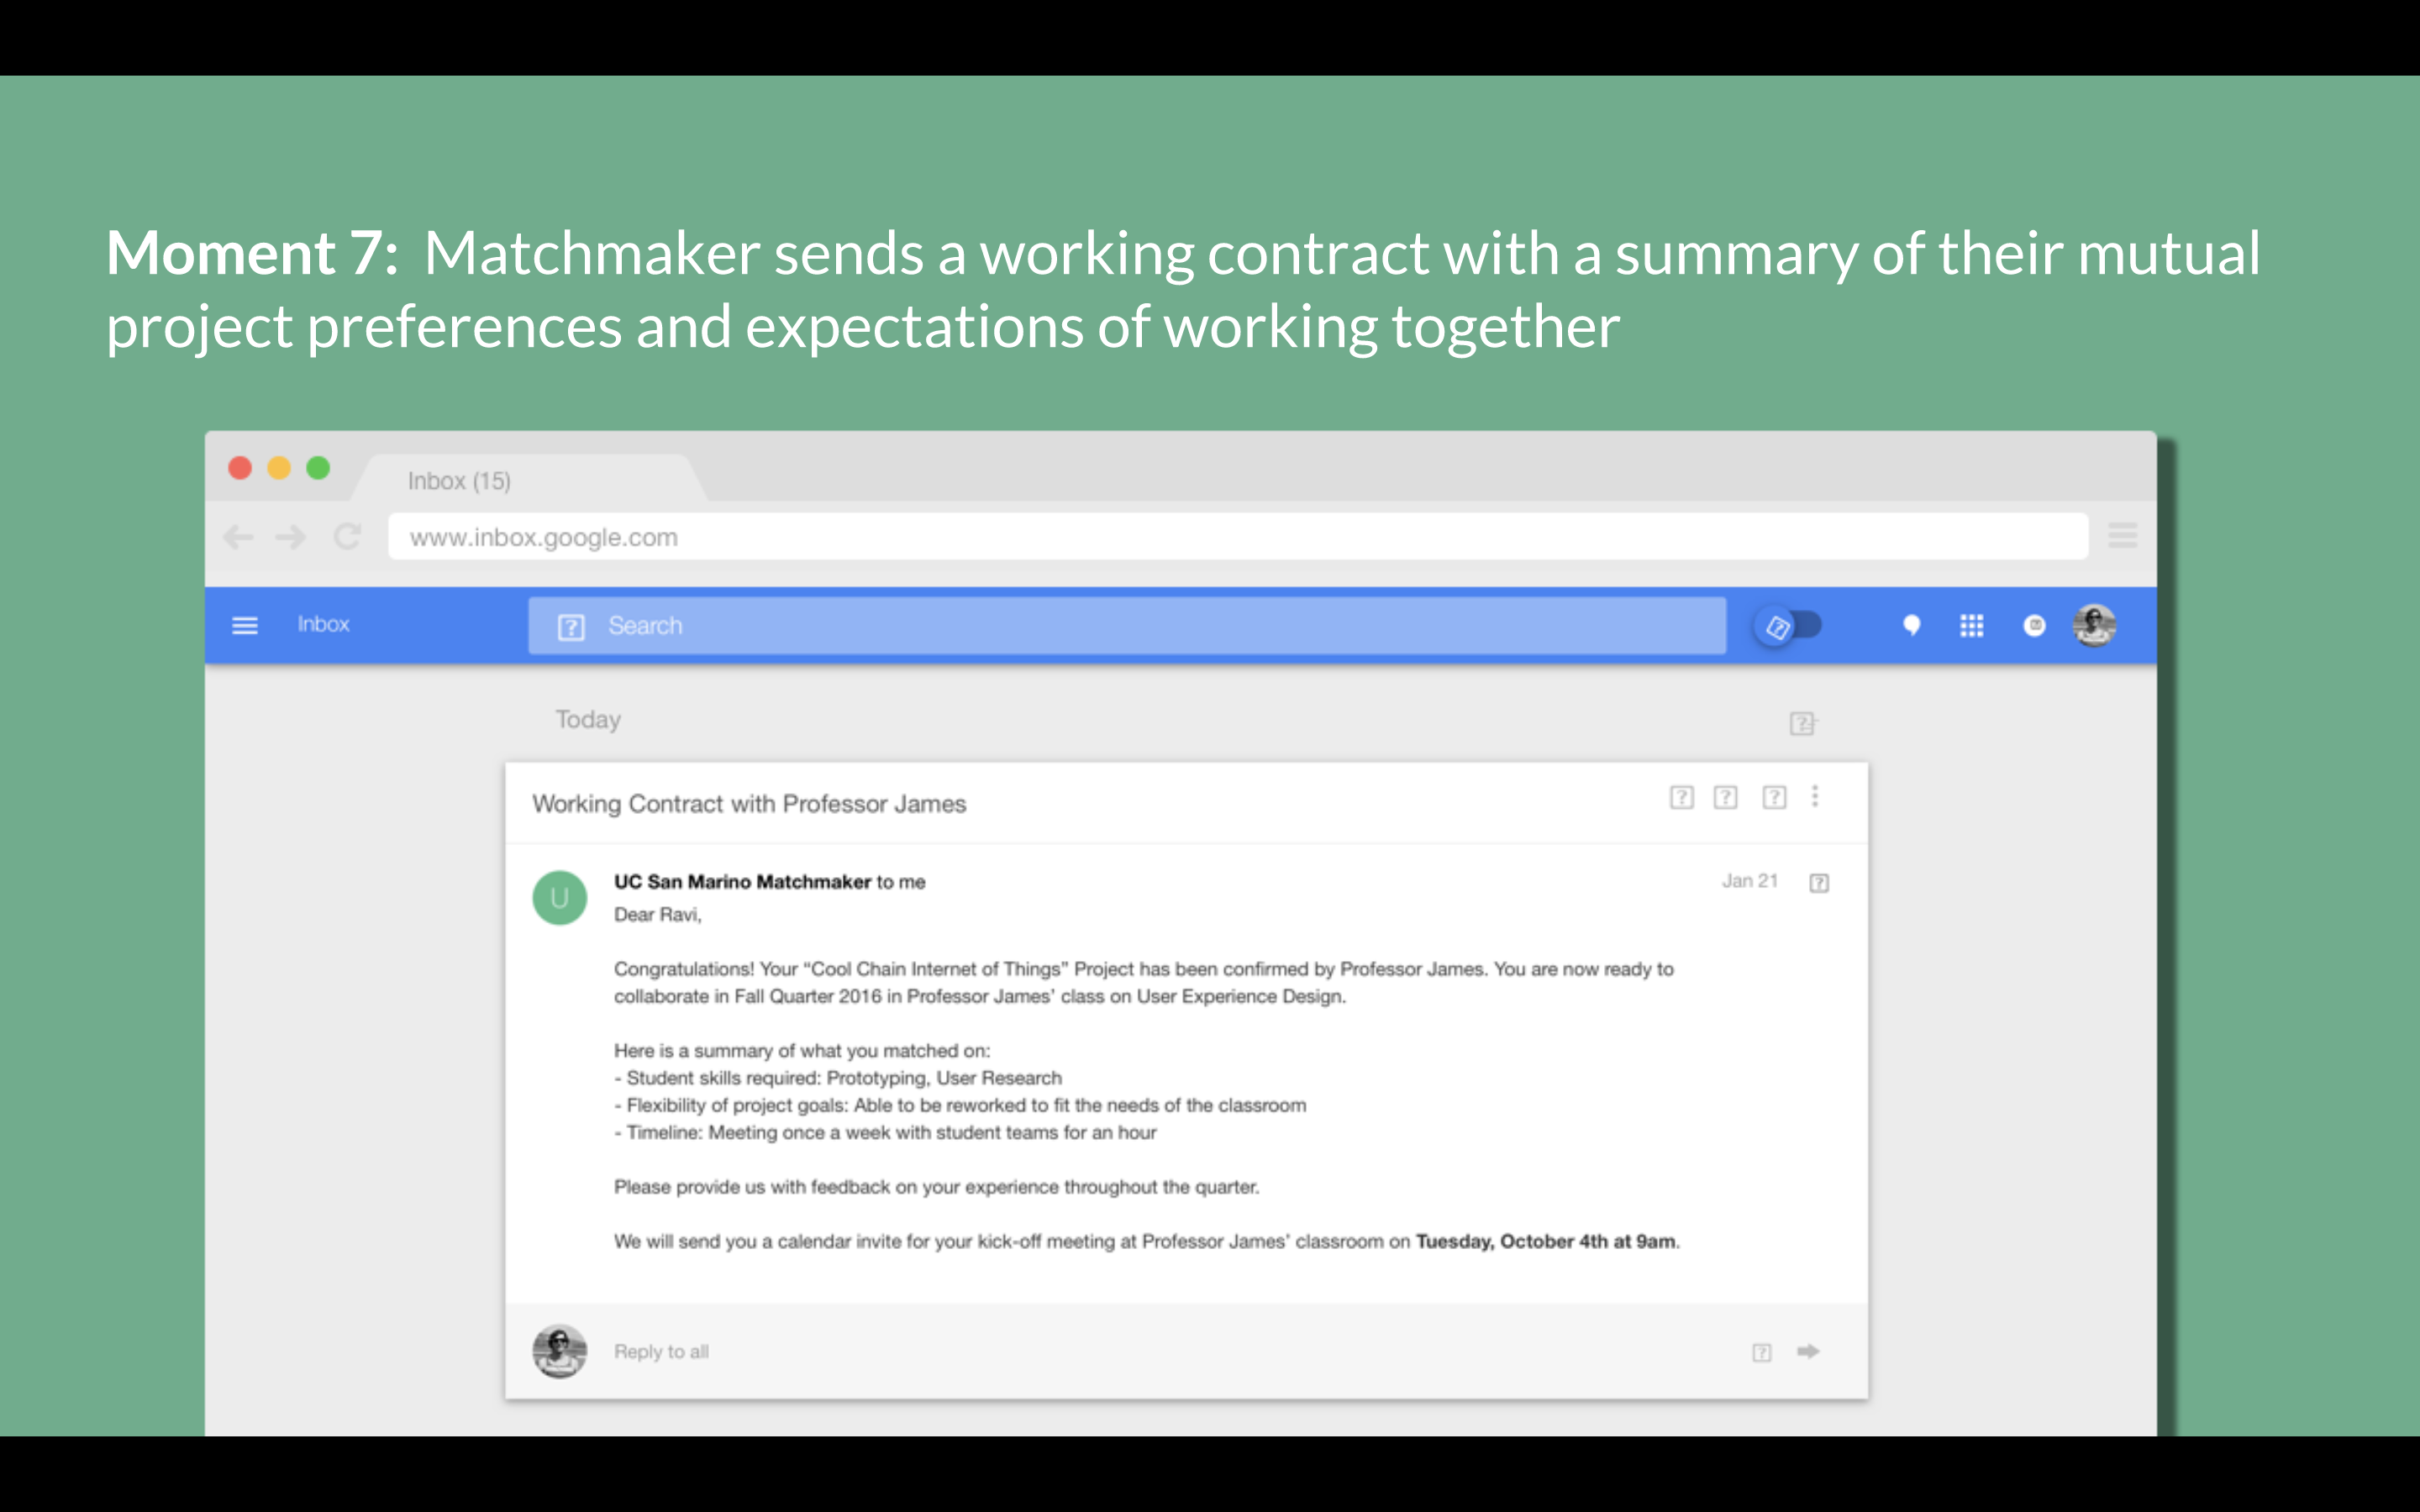 Moment 7: Matchmaker sends a working contract with a summary of their mutual
project preferences and expectations of working together
Inbox (15)
www.inbox.google.com
Inbox
Search
Today
Working Contract with Professor James
U
UC San Marino Matchmaker to me
Jan 21
Dear Ravi,
Congratulations! Your “Cool Chain Internet of Things” Project has been confirmed by Professor James. You are now ready to
collaborate in Fall Quarter 2016 in Professor James’ class on User Experience Design.
Here is a summary of what you matched on:
- Student skills required: Prototyping, User Research
- Flexibility of project goals: Able to be reworked to fit the needs of the classroom
- Timeline: Meeting once a week with student teams for an hour
Please provide us with feedback on your experience throughout the quarter.
We will send you a calendar invite for your kick-off meeting at Professor James’ classroom on Tuesday, October 4th at 9am.
Reply to all